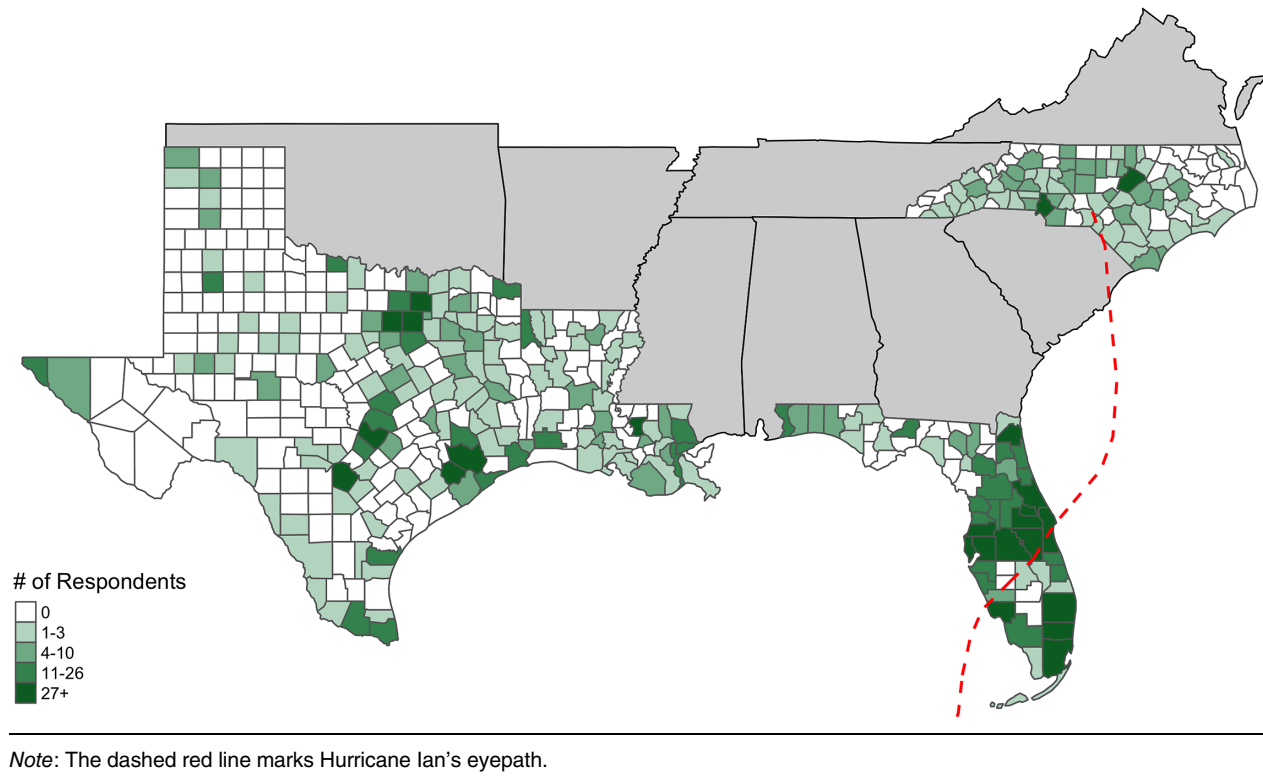 # of Respondents
0
1-3
4-10
11-26
27+
Note: The dashed red line marks Hurricane Ian's eyepath.